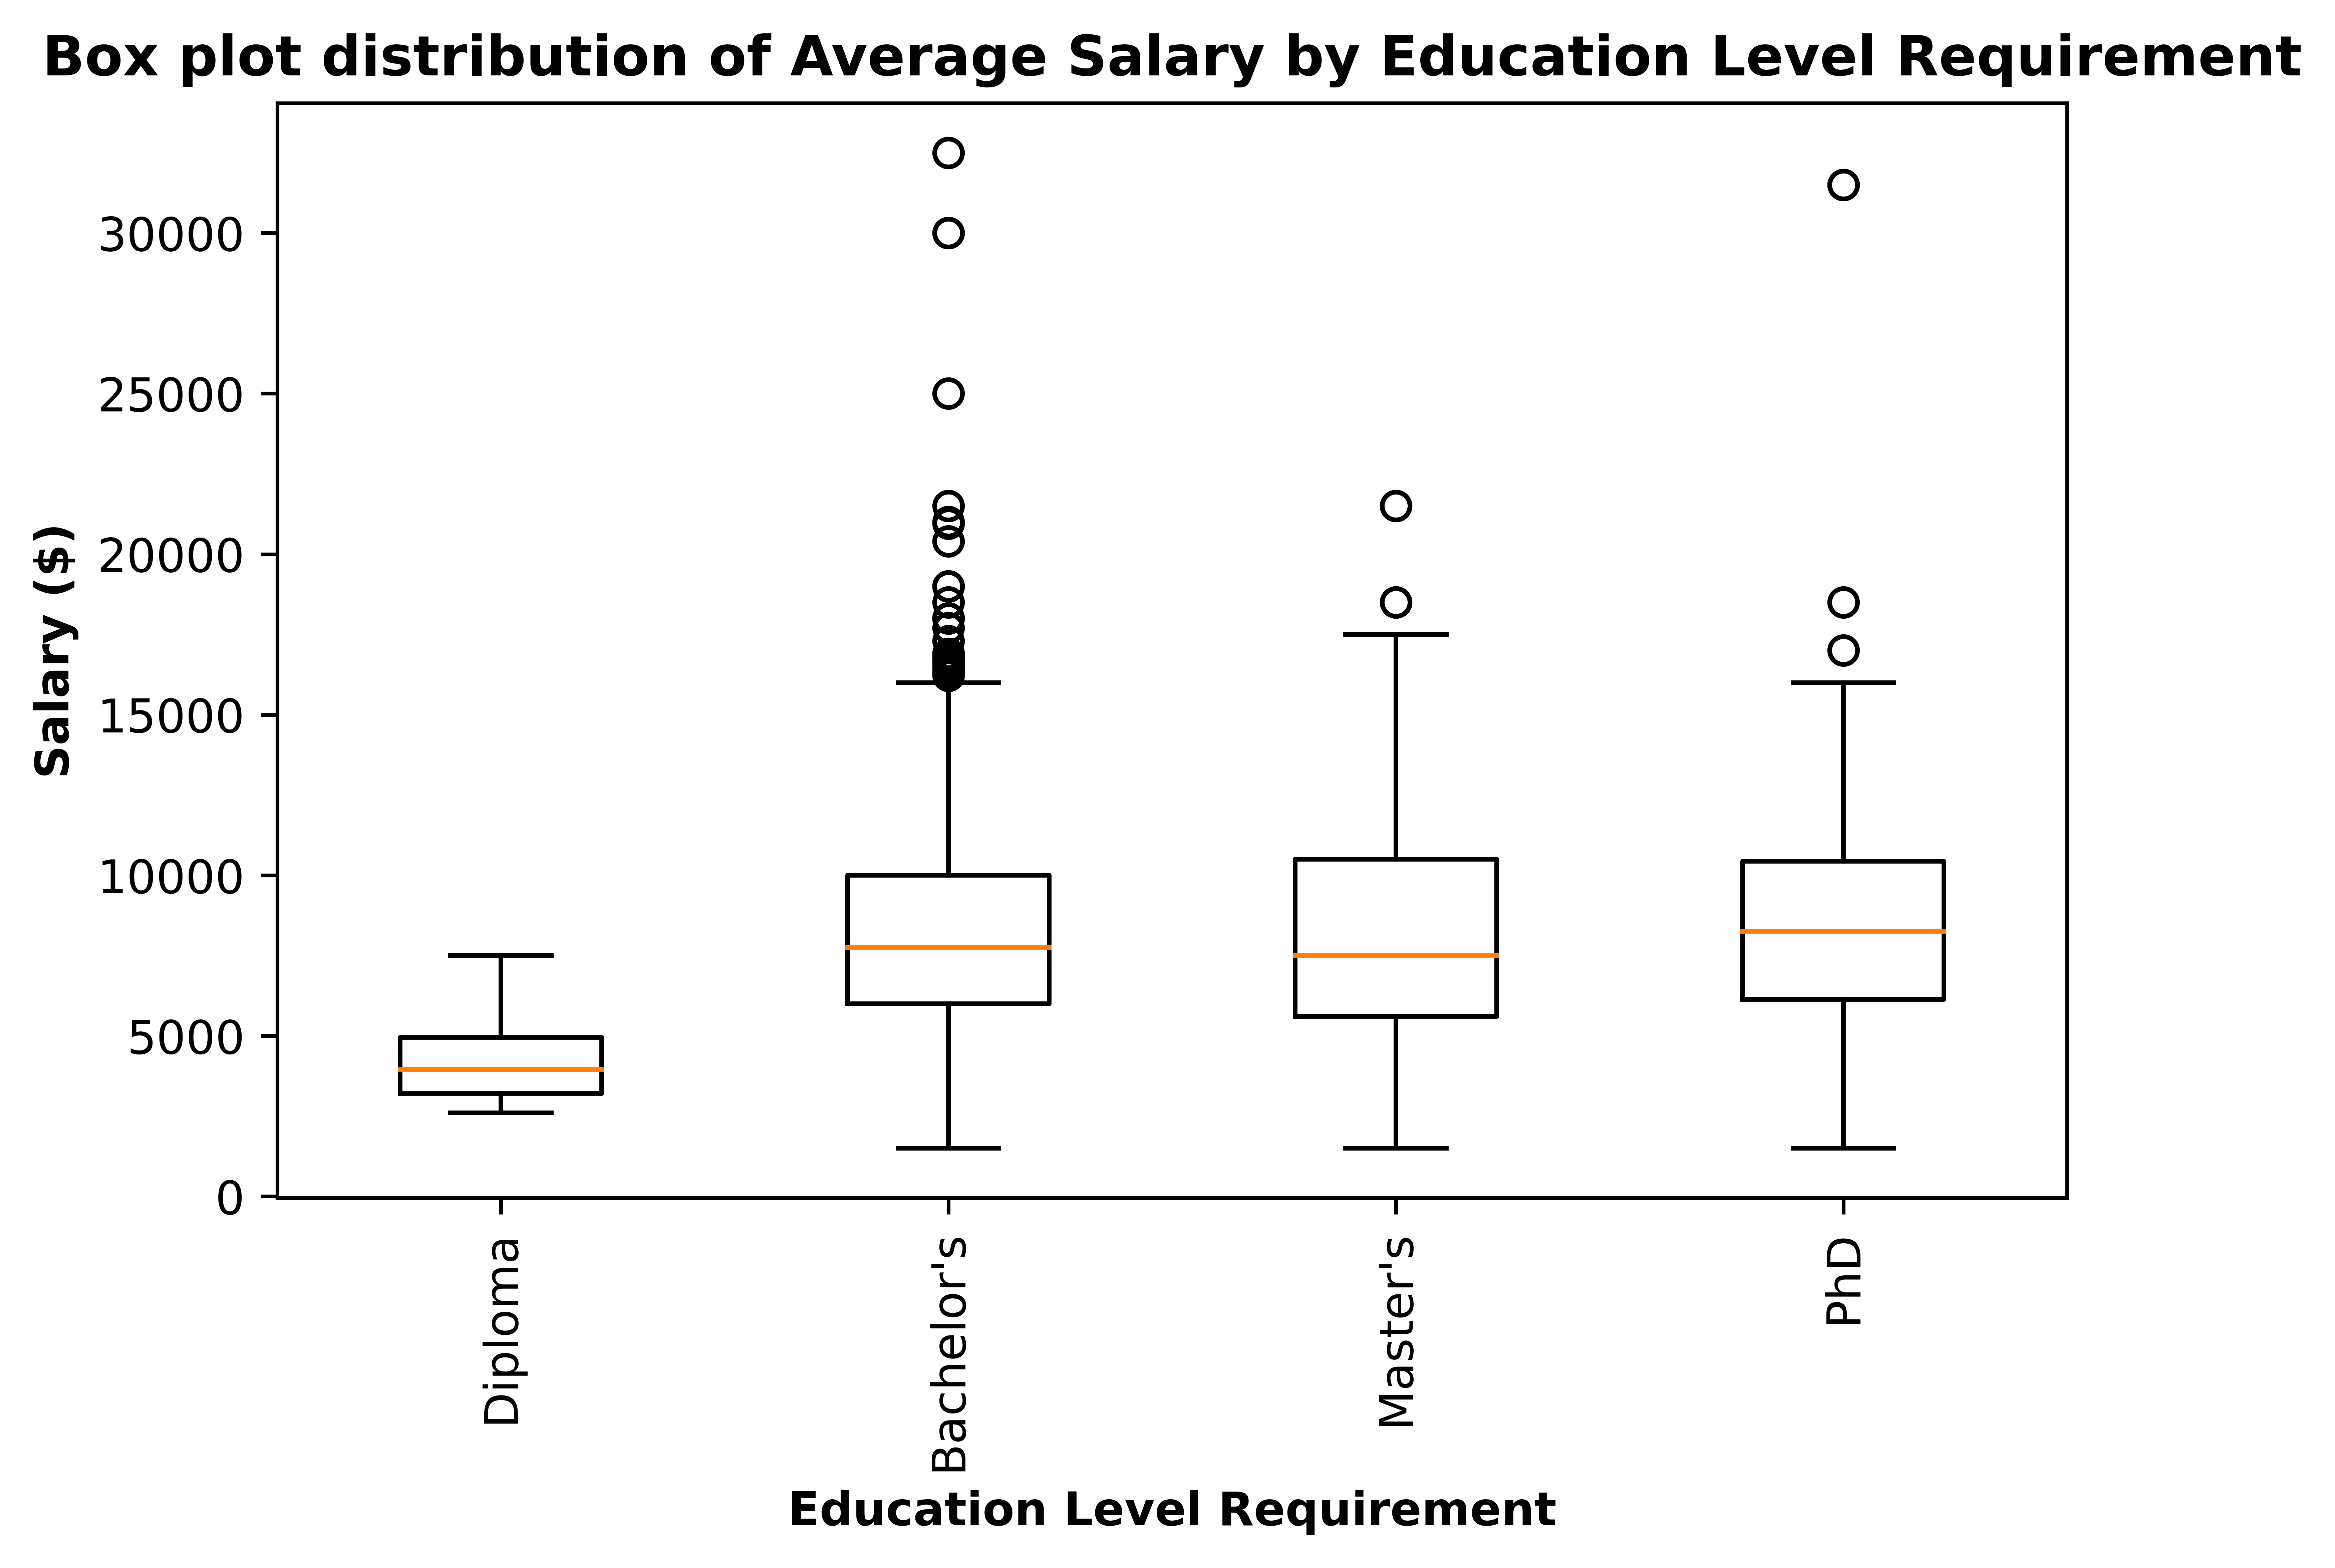 Box plot distribution of Average Salary by Education Level Requirement
Salary ($)
30000
25000
20000
15000
10000
5000
0
Diploma
Bachelor's
Master's
PhD
Education Level Requirement